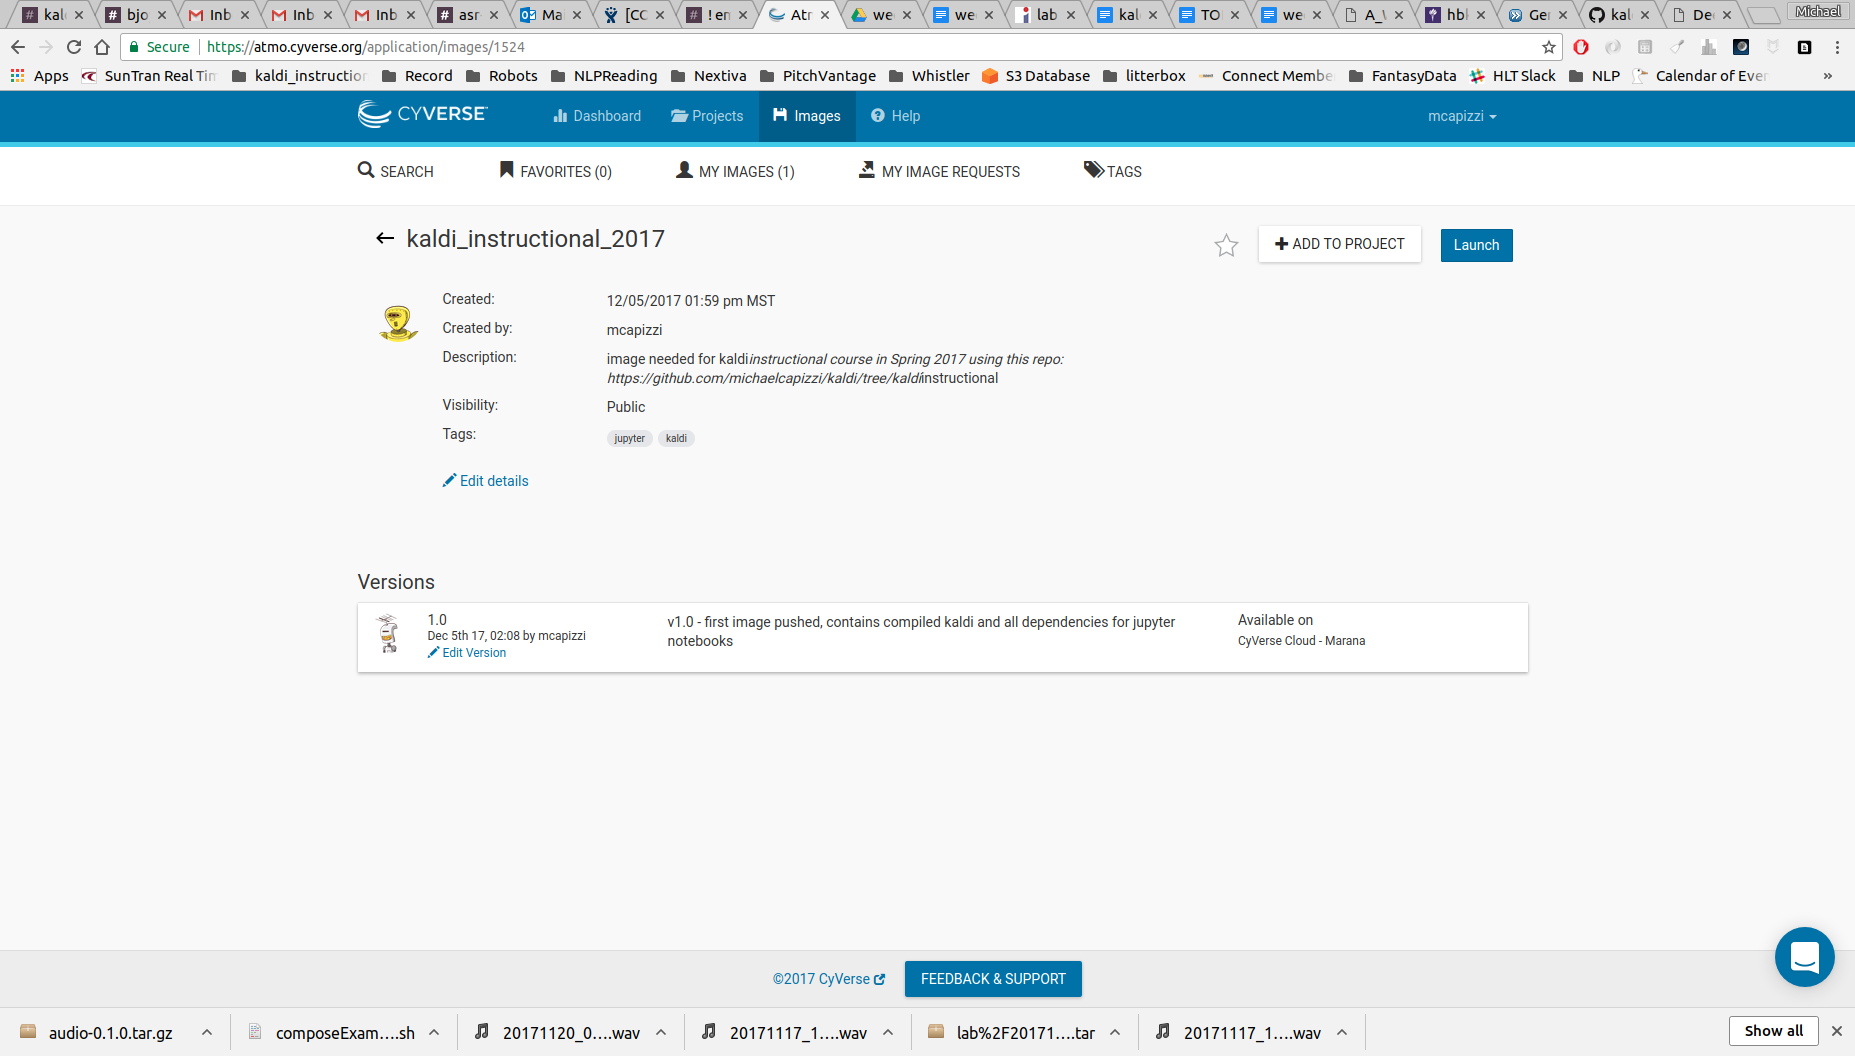 kal
bjo
Inb
Inb
Inb
asr
Mai
[CC
! en
Atm
we
we
lab
kal
TO
we
A_
hbl
Ger
kal
De
Michael
Secure https://atmo.cyverse.org/application/images/1524
Apps SunTran Real Tim kaldi_instruction Record Robots NLPReading Nextiva PitchVantage Whistler S3 Database litterbox Connect Membe FantasyData HLT Slack NLP Calendar of Ever »
CYVERSE Dashboard Projects Images Help mcapizzi
SEARCH FAVORITES (0) MY IMAGES (1) MY IMAGE REQUESTS TAGS
kaldi_instructional_2017 ADD TO PROJECT Launch
Created: 12/05/2017 01:59 pm MST
Created by: mcapizzi
Description: image needed for kaldiinstructional course in Spring 2017 using this repo:
https://github.com/michaelcapizzi/kaldi/tree/kaldiinstructional
Visibility: Public
Tags: jupyter kaldi
Edit details
Versions
1.0
Dec 5th 17, 02:08 by mcapizzi
Edit Version
v1.0 - first image pushed, contains compiled kaldi and all dependencies for jupyter
notebooks
Available on
CyVerse Cloud - Marana
©2017 CyVerse FEEDBACK & SUPPORT
audio-0.1.0.tar.gz composeExam....sh 20171120_0....wav 20171117_1....wav lab%2F20171....tar 20171117_1....wav Show all